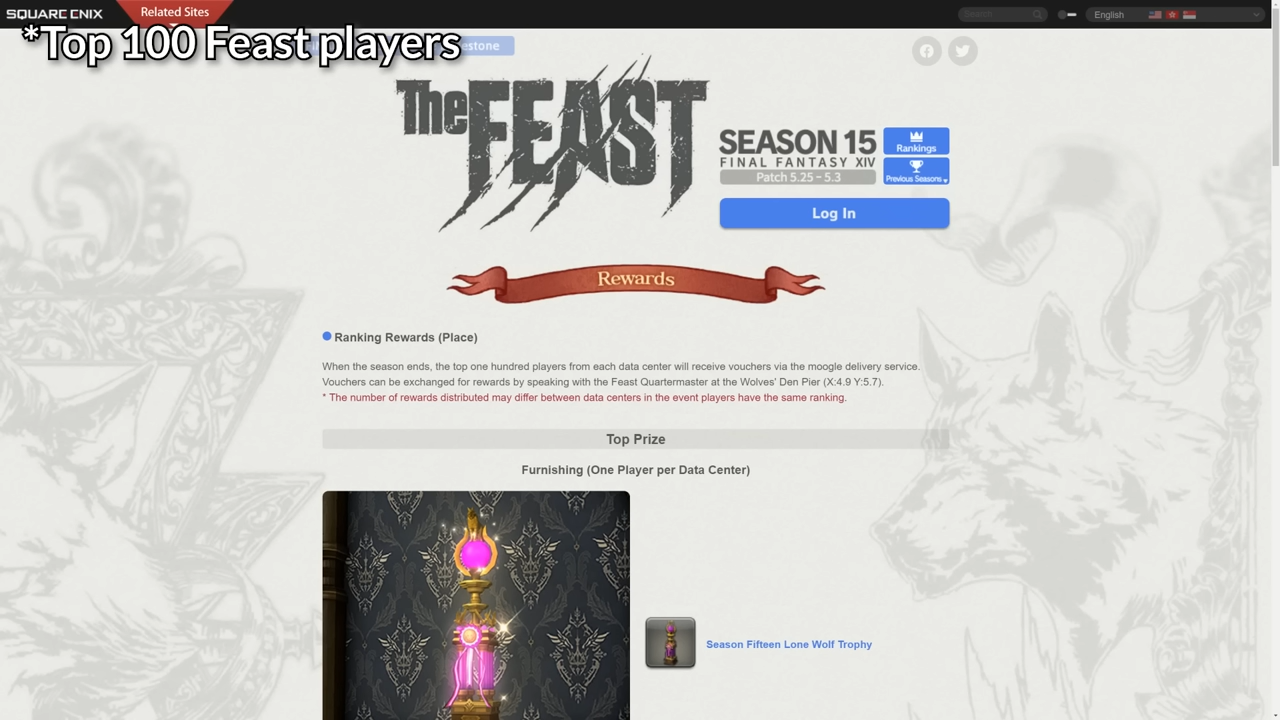 SQUARE ENIX
Related Sites
Search
English
*Top 100 Feast players
estone
The FEAST
SEASON 15
FINAL FANTASY XIV
Patch 5.25 – 5.3
Rankings
Previous Seasons
Log In
Rewards
Ranking Rewards (Place)
When the season ends, the top one hundred players from each data center will receive vouchers via the moogle delivery service.
Vouchers can be exchanged for rewards by speaking with the Feast Quartermaster at the Wolves' Den Pier (X:4.9 Y:5.7).
* The number of rewards distributed may differ between data centers in the event players have the same ranking.
Top Prize
Furnishing (One Player per Data Center)
Season Fifteen Lone Wolf Trophy